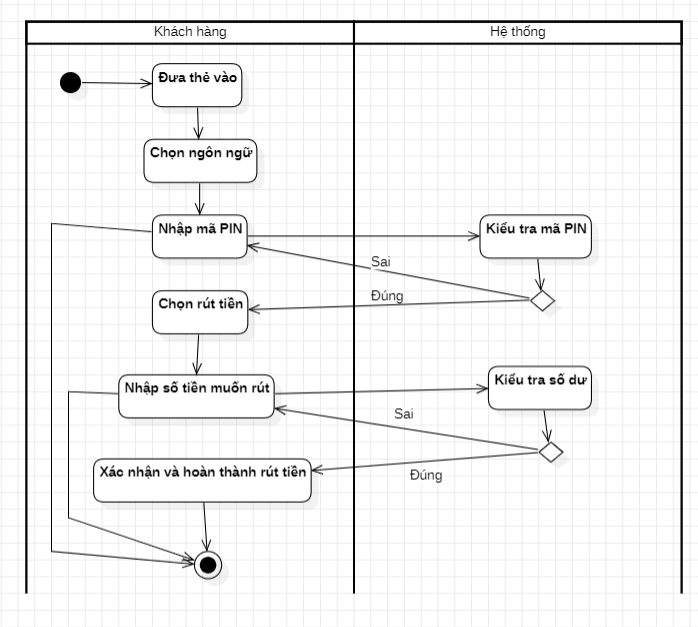 Khách hàng
Hệ thống
Đưa thẻ vào
Chọn ngôn ngữ
Nhập mã PIN
Kiểu tra mã PIN
Sai
Đúng
Chọn rút tiền
Nhập số tiền muốn rút
Kiểu tra số dư
Sai
Đúng
Xác nhận và hoàn thành rút tiền